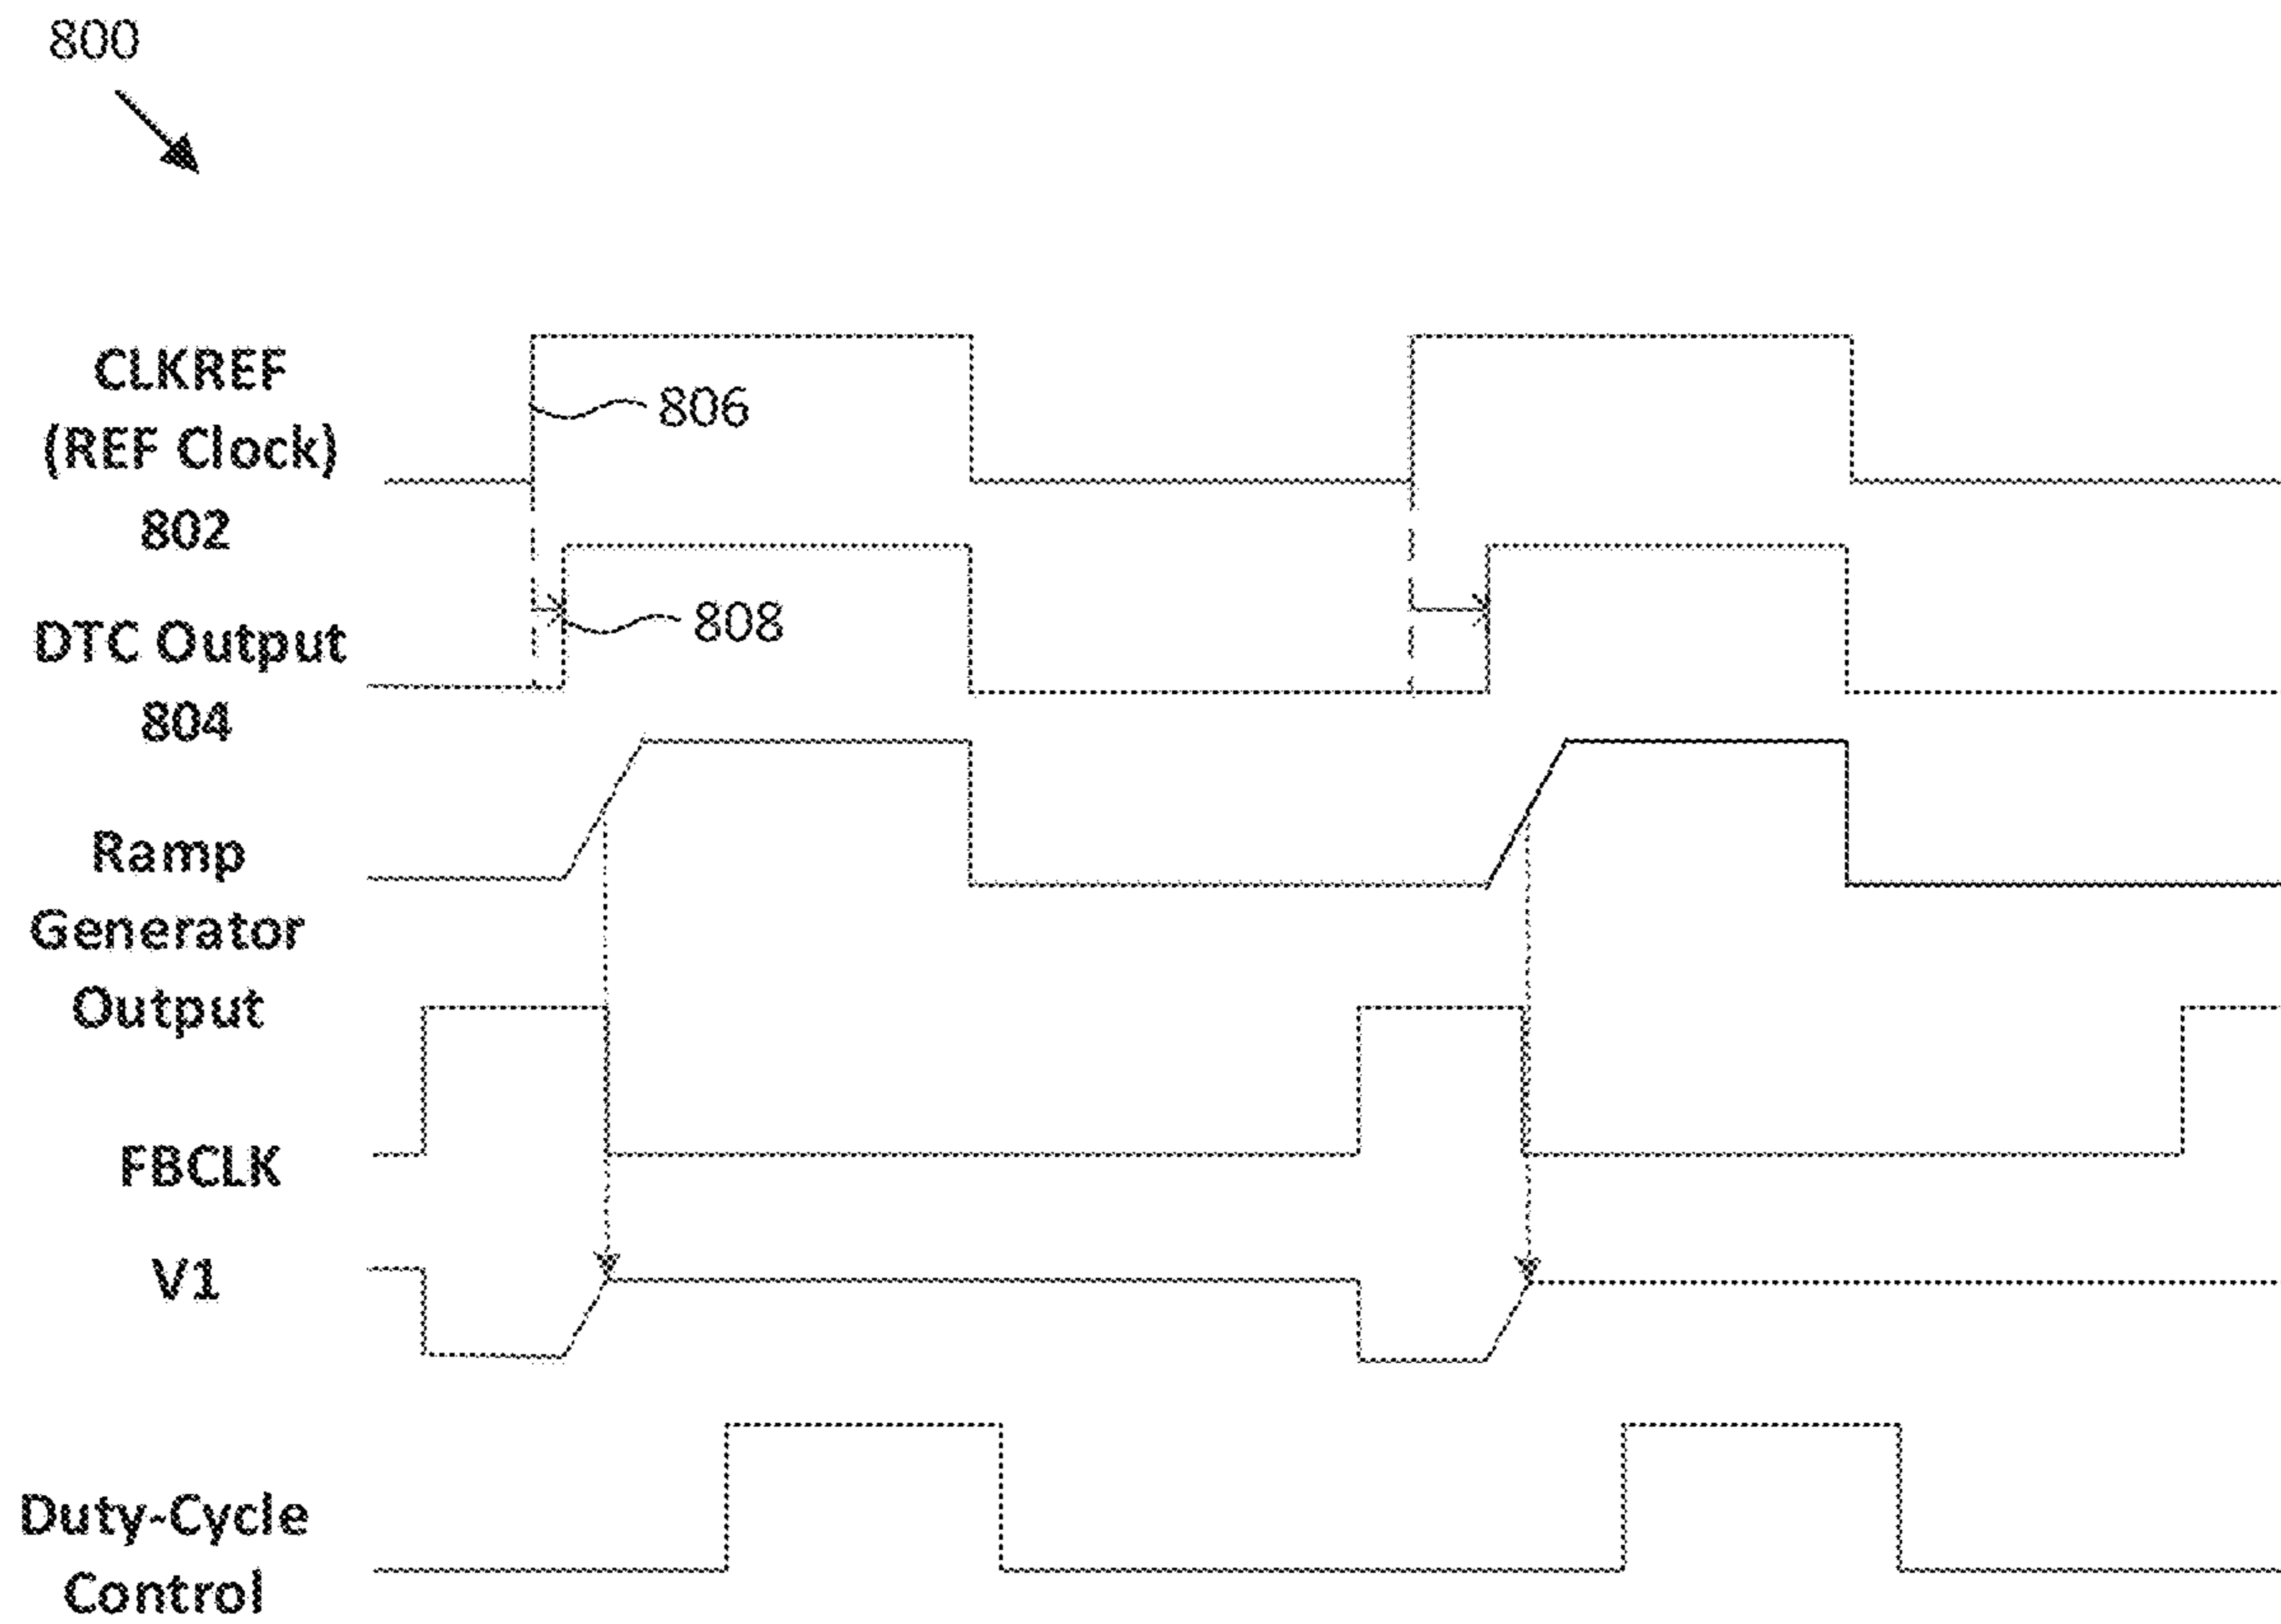 800
CLKREF
(REF Clock)
802
806
DTC Output
804
808
Ramp
Generator
Output
FBCLK
V1
Duty-Cycle
Control